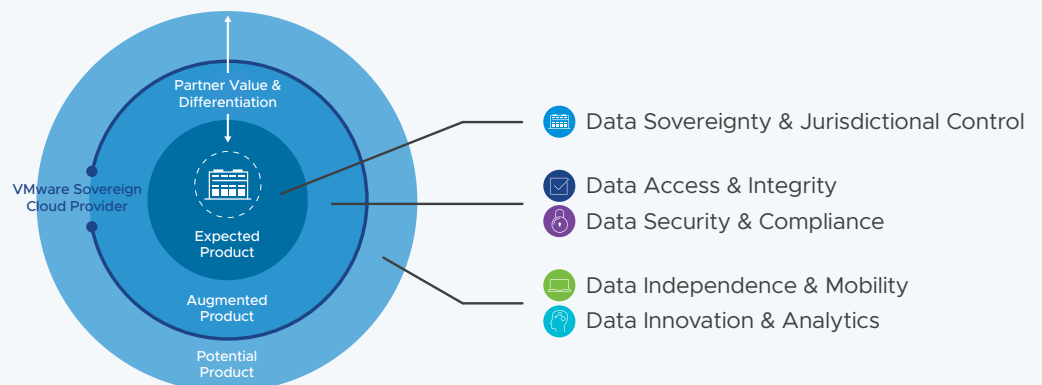 Partner Value &
Differentiation
VMware Sovereign
Cloud Provider
Expected
Product
Augmented
Product
Potential
Product
Data Sovereignty & Jurisdictional Control
Data Access & Integrity
Data Security & Compliance
Data Independence & Mobility
Data Innovation & Analytics